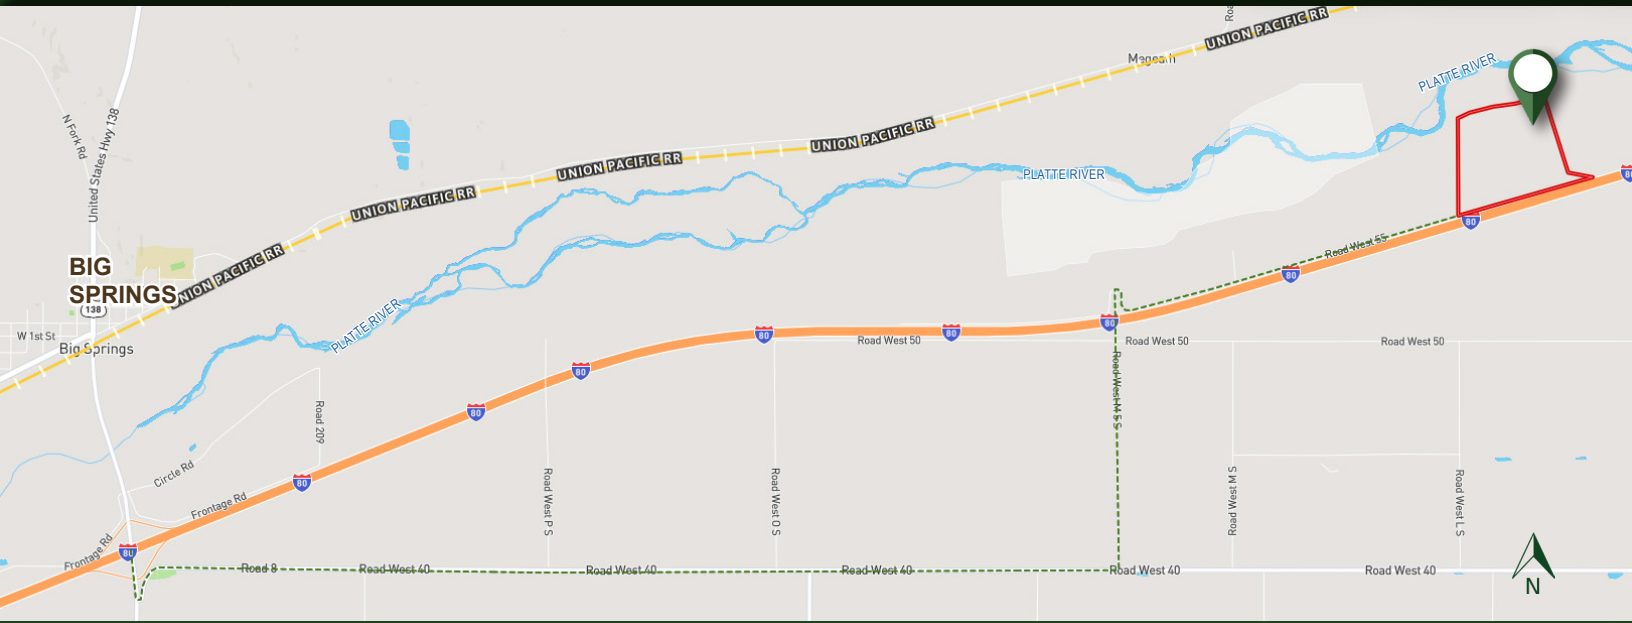 UNION PACIFIC RR
Roa
Megeath
PLATTE RIVER
N Fork Rd
United States Hwy 138
UNION PACIFIC RR
UNION PACIFIC RR
UNION PACIFIC RR
UNION PACIFIC RR
PLATTE RIVER
80
80
BIG
SPRINGS
138
W 1st St
Big Springs
PLATTE RIVER
Road West 55
80
80
80
80
Road West 50
Road West 50
Road West 50
80
80
Road West M 5 S
Road 209
Circle Rd
80
Frontage Rd
Road West P S
Road West O S
Road West M S
Road West L S
Frontage Rd
80
Road 8
Road West 40
Road West 40
Road West 40
Road West 40
Road West 40
N